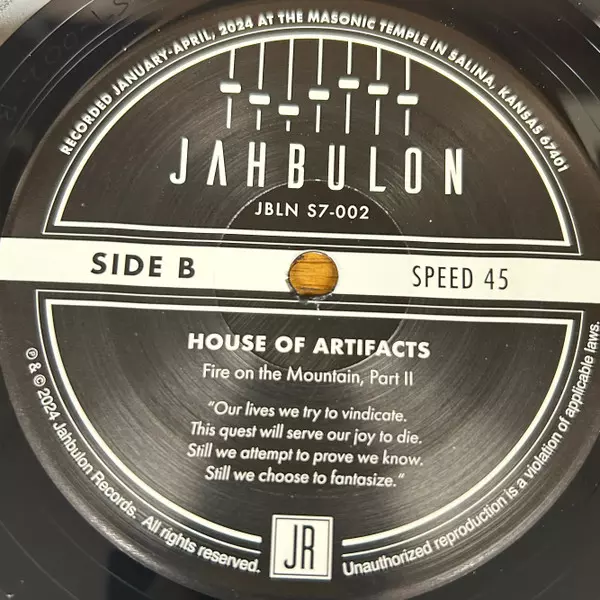 RECORDED JANUARY-APRIL, 2024 AT THE MASONIC TEMPLE IN SALINA, KANSAS 67401
JAHBULON
JBLN S7-002
SIDE B
SPEED 45
HOUSE OF ARTIFACTS
Fire on the Mountain, Part II
“Our lives we try to vindicate.
This quest will serve our joy to die.
Still we attempt to prove we know.
Still we choose to fantasize.“
JR
℗ & © 2024 Jahbulon Records. All rights reserved.
Unauthorized reproduction is a violation of applicable laws.